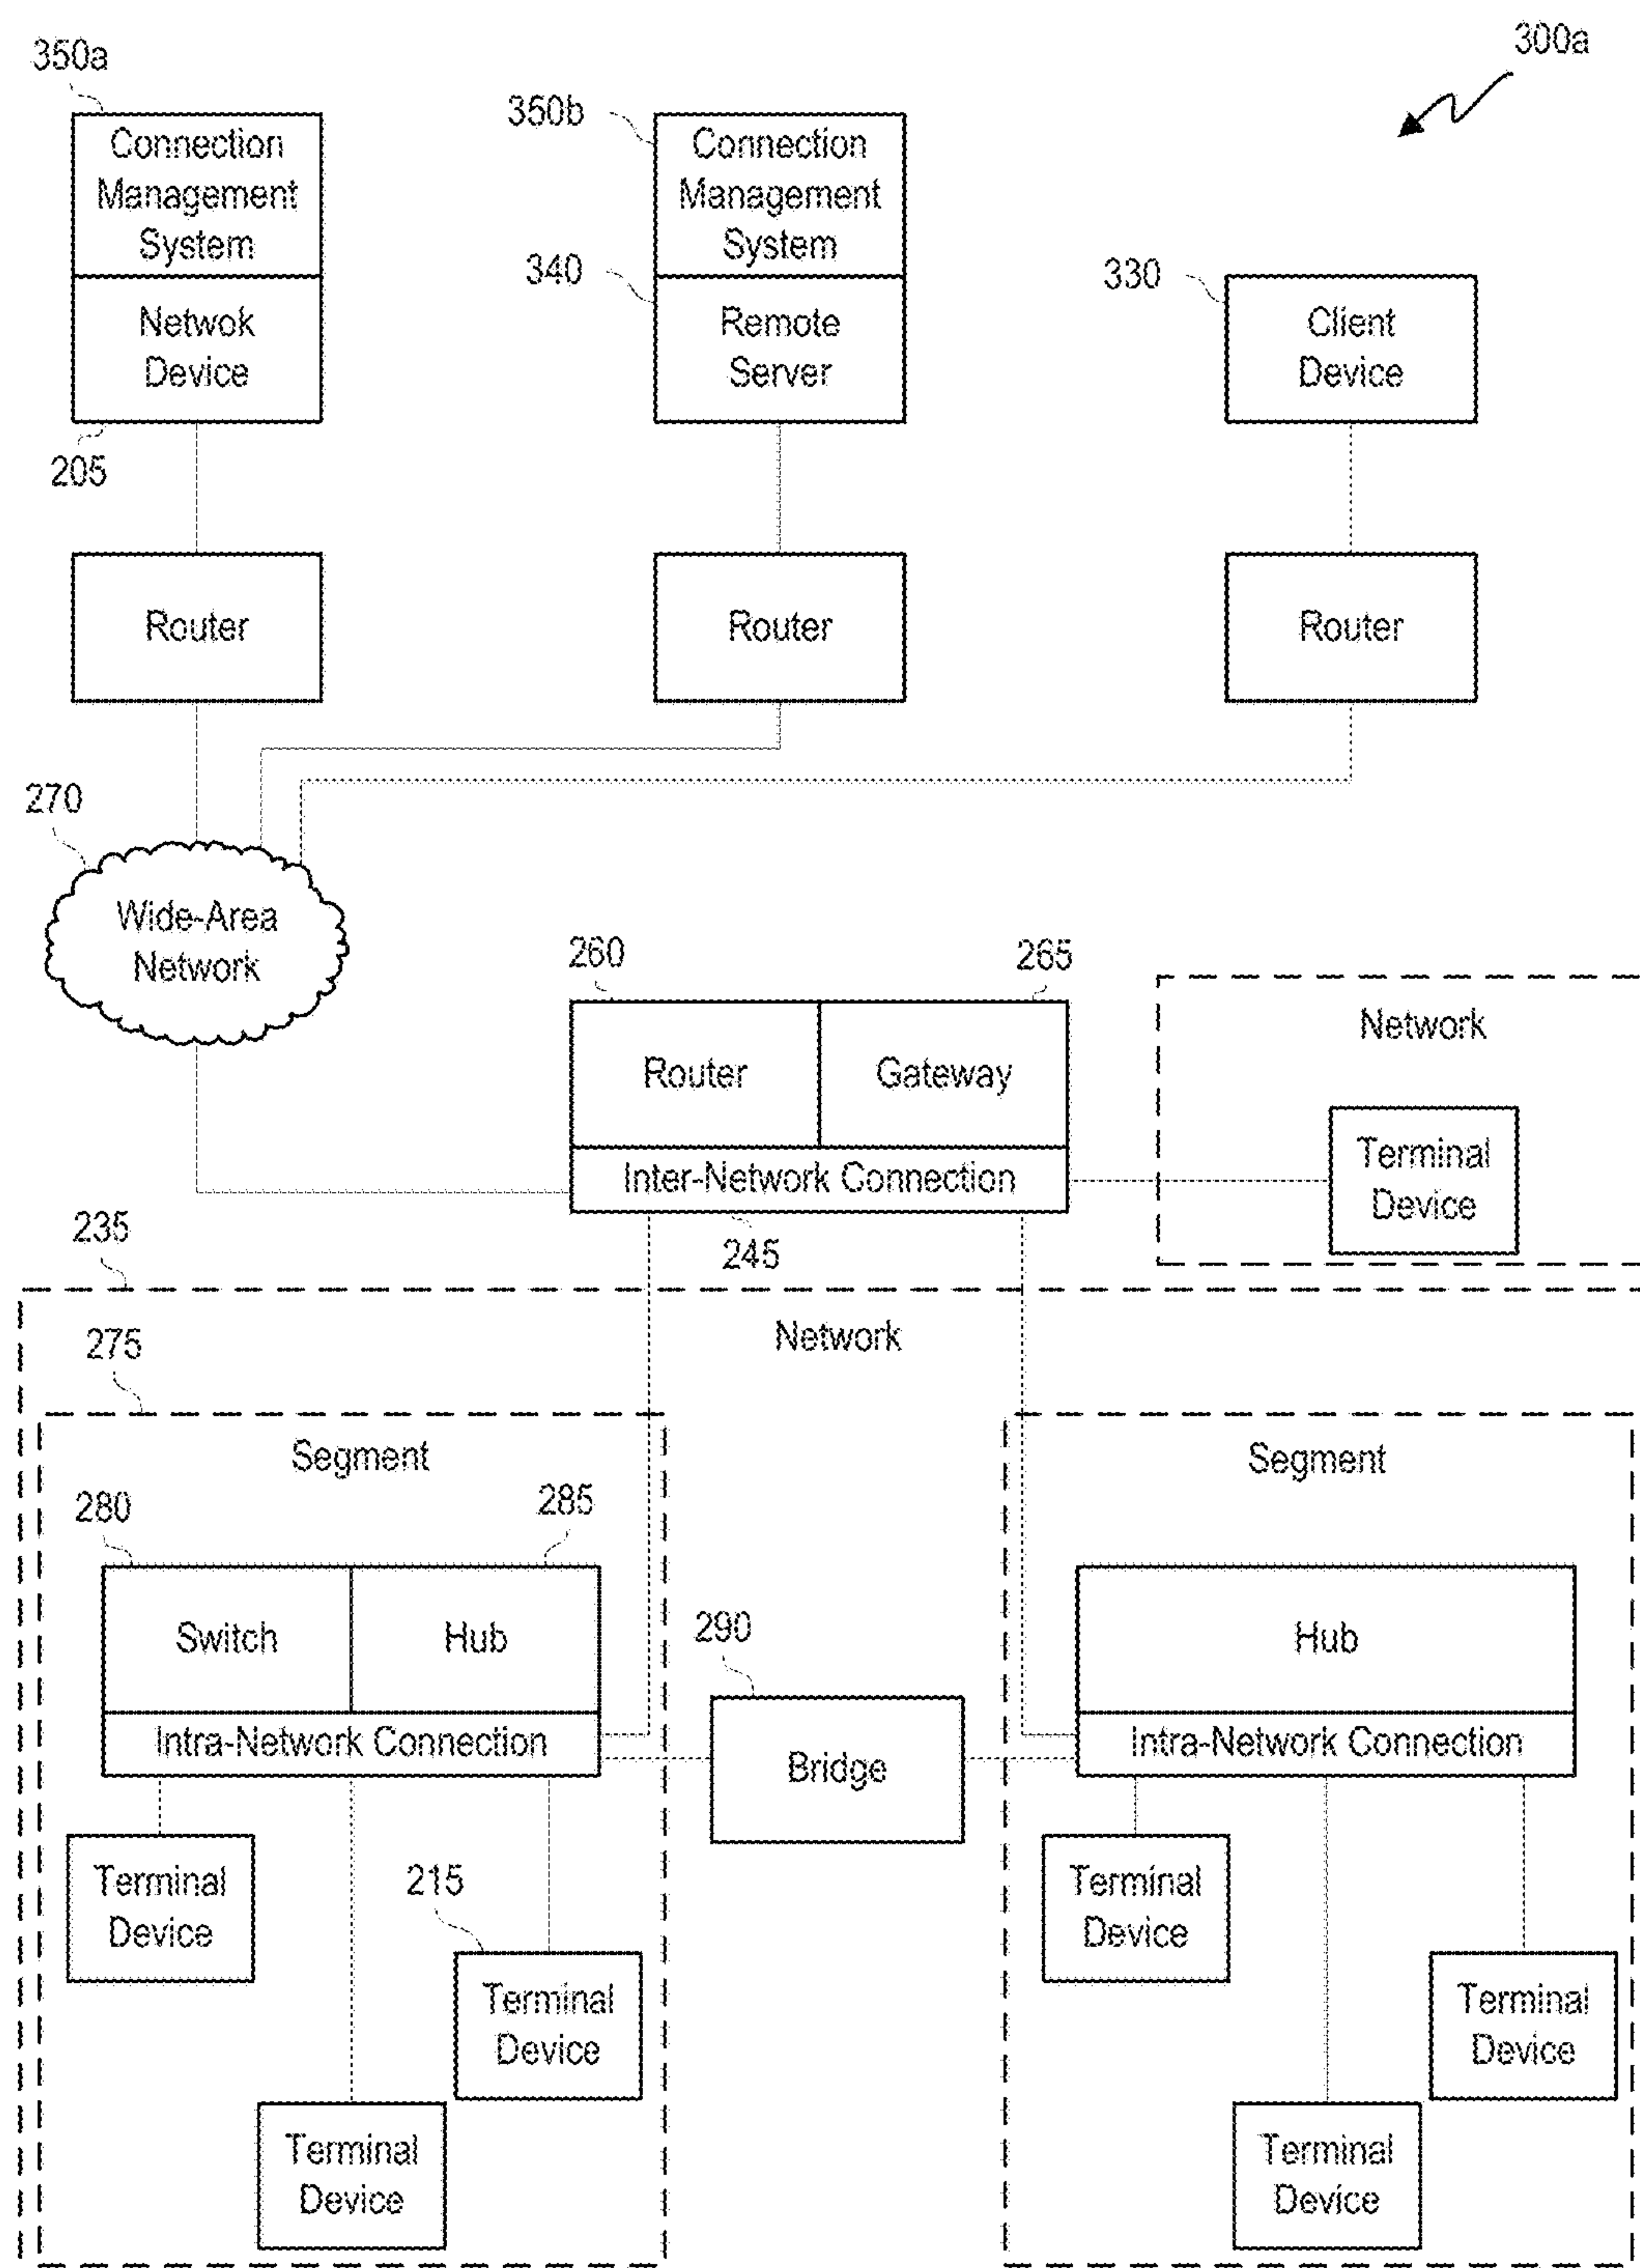 300a
350a
Connection
Management
System
Netwok
Device
205
350b
Connection
Management
System
340
Remote
Server
330
Client
Device
Router
Router
Router
270
Wide-Area
Network
260
265
Router
Gateway
Inter-Network Connection
245
Network
Terminal
Device
235
Network
275
Segment
280
285
Switch
Hub
Intra-Network Connection
Terminal
Device
215
Terminal
Device
Terminal
Device
290
Bridge
Segment
Hub
Intra-Network Connection
Terminal
Device
Terminal
Device
Terminal
Device